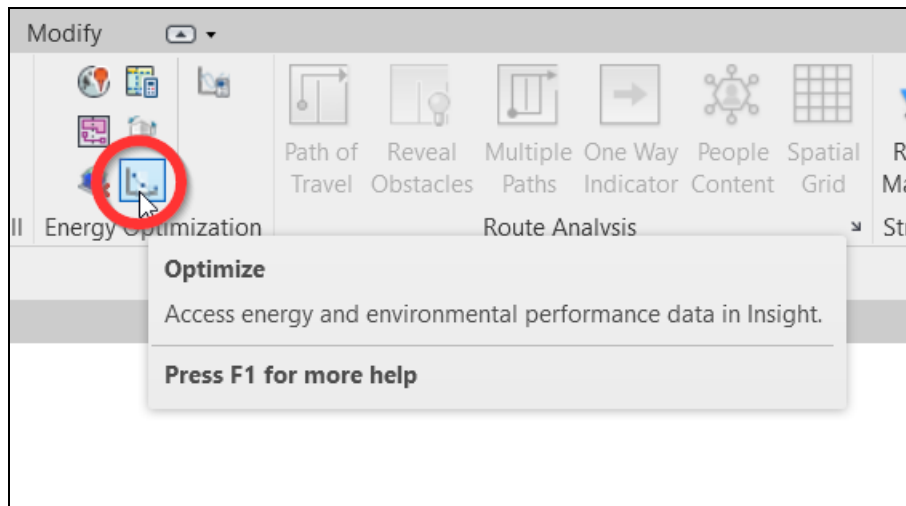 Modify
Path of Reveal Multiple One Way People Spatial
Travel Obstacles Paths Indicator Content Grid
Energy Optimization Route Analysis
Optimize
Access energy and environmental performance data in Insight.
Press F1 for more help